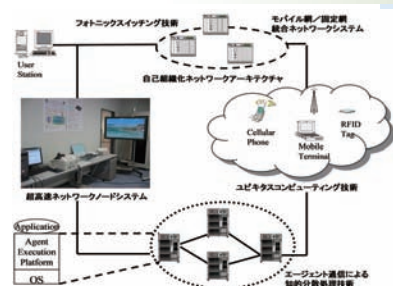 フォトニックスイッチング技術
モバイル網／固定網
統合ネットワークシステム
User
Station
自己組織化ネットワークアーキテクチャ
Cellular
Phone
Mobile
Terminal
RFID
Tag
超高速ネットワークノードシステム
ユビキタスコンピューティング技術
Application
Agent
Execution
Platform
OS
エージェント通信による
知的分散処理技術